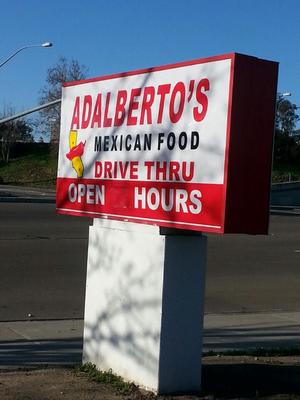 ADALBERTO'S
MEXICAN FOOD
DRIVE THRU
OPEN HOURS